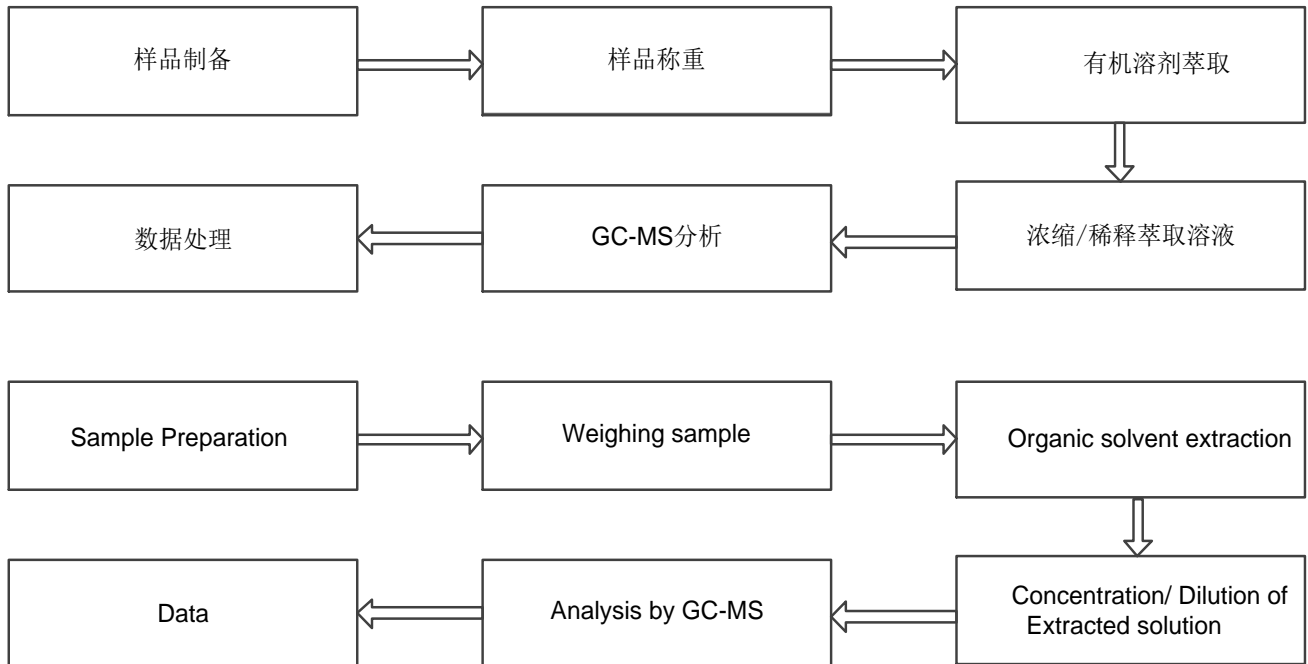 样品制备
样品称重
有机溶剂萃取
数据处理
GC-MS分析
浓缩/稀释萃取溶液
Sample Preparation
Weighing sample
Organic solvent extraction
Data
Analysis by GC-MS
Concentration/ Dilution of
Extracted solution